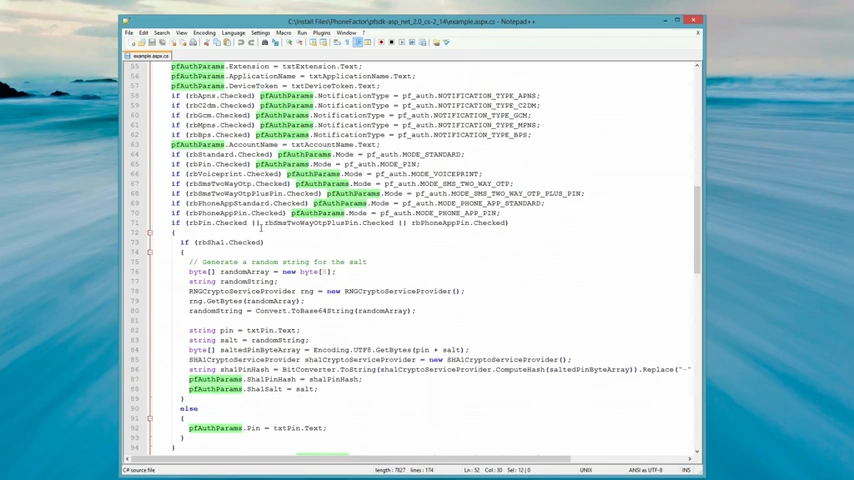 C:\Install Files\PhoneFactor\pfsdk-asp_net_2.0_cs-2_14\example.aspx.cs - Notepad++
File Edit Search View Encoding Language Settings Macro Run Plugins Window ? X
example.aspx.cs
55 pfAuthParams.Extension = txtExtension.Text;
56 pfAuthParams.ApplicationName = txtApplicationName.Text;
57 pfAuthParams.DeviceToken = txtDeviceToken.Text;
58 if (rbApns.Checked) pfAuthParams.NotificationType = pf_auth.NOTIFICATION_TYPE_APNS;
59 if (rbC2dm.Checked) pfAuthParams.NotificationType = pf_auth.NOTIFICATION_TYPE_C2DM;
60 if (rbGcm.Checked) pfAuthParams.NotificationType = pf_auth.NOTIFICATION_TYPE_GCM;
61 if (rbMpns.Checked) pfAuthParams.NotificationType = pf_auth.NOTIFICATION_TYPE_MPNS;
62 if (rbBps.Checked) pfAuthParams.NotificationType = pf_auth.NOTIFICATION_TYPE_BPS;
63 pfAuthParams.AccountName = txtAccountName.Text;
64 if (rbStandard.Checked) pfAuthParams.Mode = pf_auth.MODE_STANDARD;
65 if (rbPin.Checked) pfAuthParams.Mode = pf_auth.MODE_PIN;
66 if (rbVoiceprint.Checked) pfAuthParams.Mode = pf_auth.MODE_VOICEPRINT;
67 if (rbSmsTwoWayOtp.Checked) pfAuthParams.Mode = pf_auth.MODE_SMS_TWO_WAY_OTP;
68 if (rbSmsTwoWayOtpPlusPin.Checked) pfAuthParams.Mode = pf_auth.MODE_SMS_TWO_WAY_OTP_PLUS_PIN;
69 if (rbPhoneAppStandard.Checked) pfAuthParams.Mode = pf_auth.MODE_PHONE_APP_STANDARD;
70 if (rbPhoneAppPin.Checked) pfAuthParams.Mode = pf_auth.MODE_PHONE_APP_PIN;
71 if (rbPin.Checked || rbSmsTwoWayOtpPlusPin.Checked || rbPhoneAppPin.Checked)
72 {
73 if (rbSha1.Checked)
74 {
75 // Generate a random string for the salt
76 byte[] randomArray = new byte[8];
77 string randomString;
78 RNGCryptoServiceProvider rng = new RNGCryptoServiceProvider();
79 rng.GetBytes(randomArray);
80 randomString = Convert.ToBase64String(randomArray);
81
82 string pin = txtPin.Text;
83 string salt = randomString;
84 byte[] saltedPinByteArray = Encoding.UTF8.GetBytes(pin + salt);
85 SHA1CryptoServiceProvider sha1CryptoServiceProvider = new SHA1CryptoServiceProvider();
86 string sha1PinHash = BitConverter.ToString(sha1CryptoServiceProvider.ComputeHash(saltedPinByteArray)).Replace("-"
87 pfAuthParams.Sha1PinHash = sha1PinHash;
88 pfAuthParams.Sha1Salt = salt;
89 }
90 else
91 {
92 pfAuthParams.Pin = txtPin.Text;
93 }
94 }
C# source file length : 7827 lines : 174 Ln : 52 Col : 30 Sel : 12 | 0 UNIX ANSI as UTF-8 INS